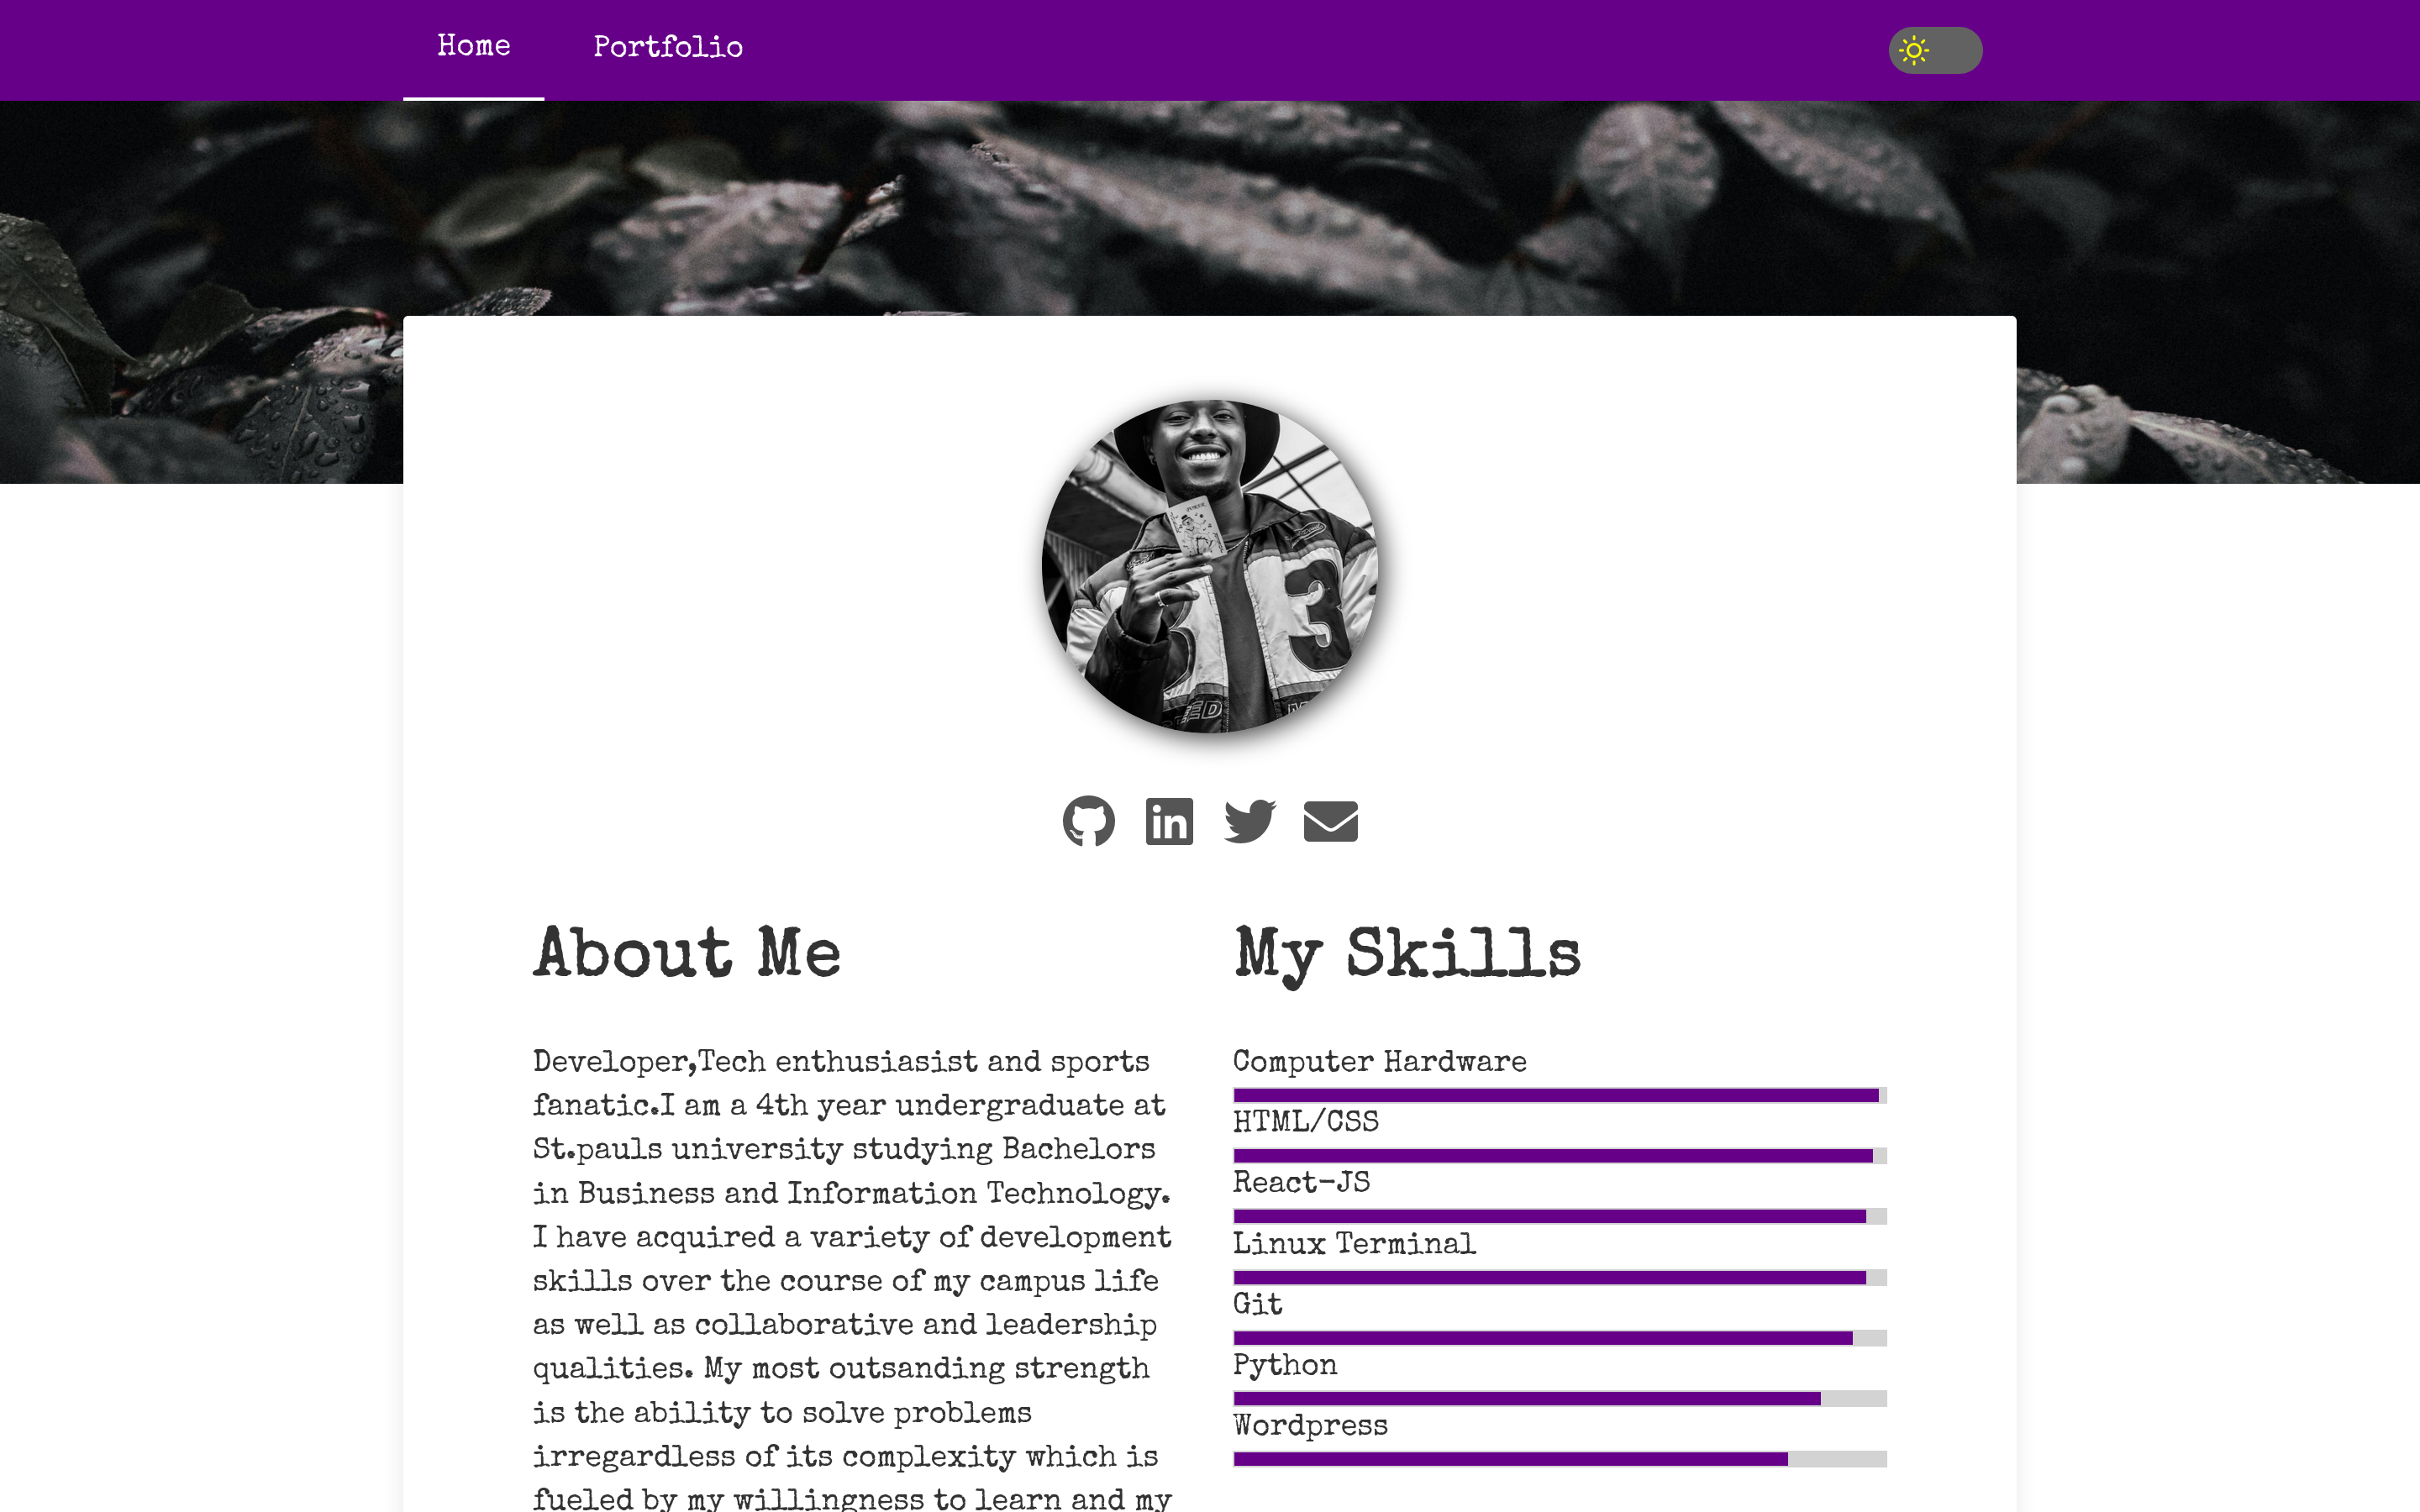 Home Portfolio
About Me
Developer,Tech enthusiasist and sports
fanatic.I am a 4th year undergraduate at
St.pauls university studying Bachelors
in Business and Information Technology.
I have acquired a variety of development
skills over the course of my campus life
as well as collaborative and leadership
qualities. My most outsanding strength
is the ability to solve problems
irregardless of its complexity which is
fueled by my willingness to learn and my
My Skills
Computer Hardware
HTML/CSS
React-JS
Linux Terminal
Git
Python
Wordpress
3